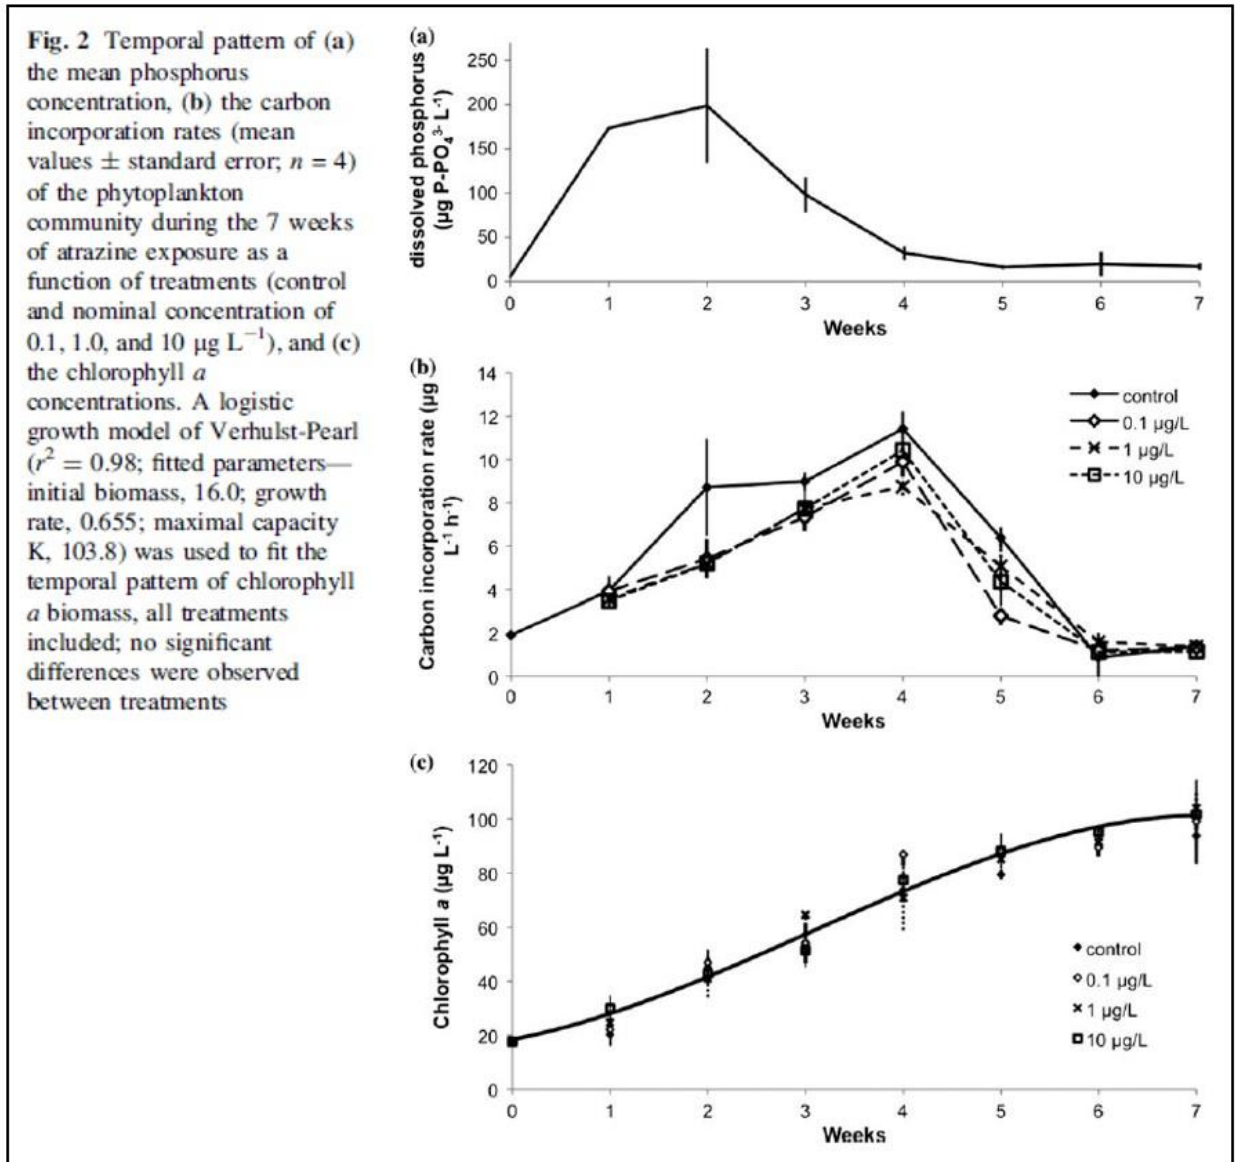 Fig. 2 Temporal pattern of (a)
the mean phosphorus
concentration, (b) the carbon
incorporation rates (mean
values ± standard error; n = 4)
of the phytoplankton
community during the 7 weeks
of atrazine exposure as a
function of treatments (control
and nominal concentration of
0.1, 1.0, and 10 µg L⁻¹), and (c)
the chlorophyll a
concentrations. A logistic
growth model of Verhulst-Pearl
(r² = 0.98; fitted parameters—
initial biomass, 16.0; growth
rate, 0.655; maximal capacity
K, 103.8) was used to fit the
temporal pattern of chlorophyll
a biomass, all treatments
included; no significant
differences were observed
between treatments
(a)
dissolved phosphorus
(µg P-PO₄³⁻ L⁻¹)
250
200
150
100
50
0
0 1 2 3 4 5 6 7
Weeks
(b)
Carbon incorporation rate (µg
L⁻¹ h⁻¹)
14
12
10
8
6
4
2
0
control
0.1 µg/L
1 µg/L
10 µg/L
0 1 2 3 4 5 6 7
Weeks
(c)
Chlorophyll a (µg L⁻¹)
120
100
80
60
40
20
0
control
0.1 µg/L
1 µg/L
10 µg/L
0 1 2 3 4 5 6 7
Weeks